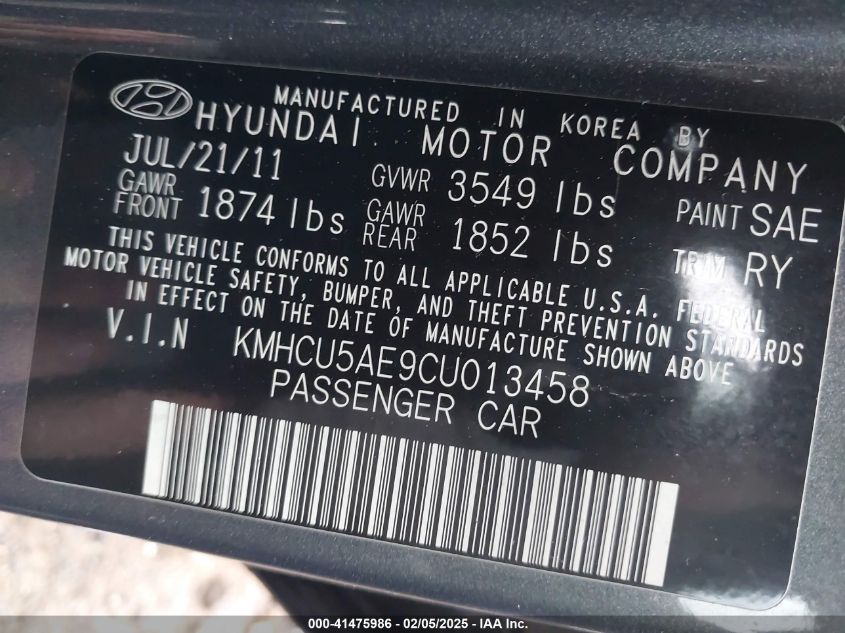 MANUFACTURED IN KOREA BY
HYUNDAI MOTOR COMPANY
JUL/21/11 GVWR 3549 lbs PAINT SAE
GAWR FRONT 1874 lbs GAWR REAR 1852 lbs TRIM RY
THIS VEHICLE CONFORMS TO ALL APPLICABLE U.S.A. FEDERAL
MOTOR VEHICLE SAFETY, BUMPER, AND THEFT PREVENTION STANDARDS
IN EFFECT ON THE DATE OF MANUFACTURE SHOWN ABOVE
V.I.N KMHCU5AE9CU013458
PASSENGER CAR
000-41475986 - 02/05/2025 - IAA Inc.